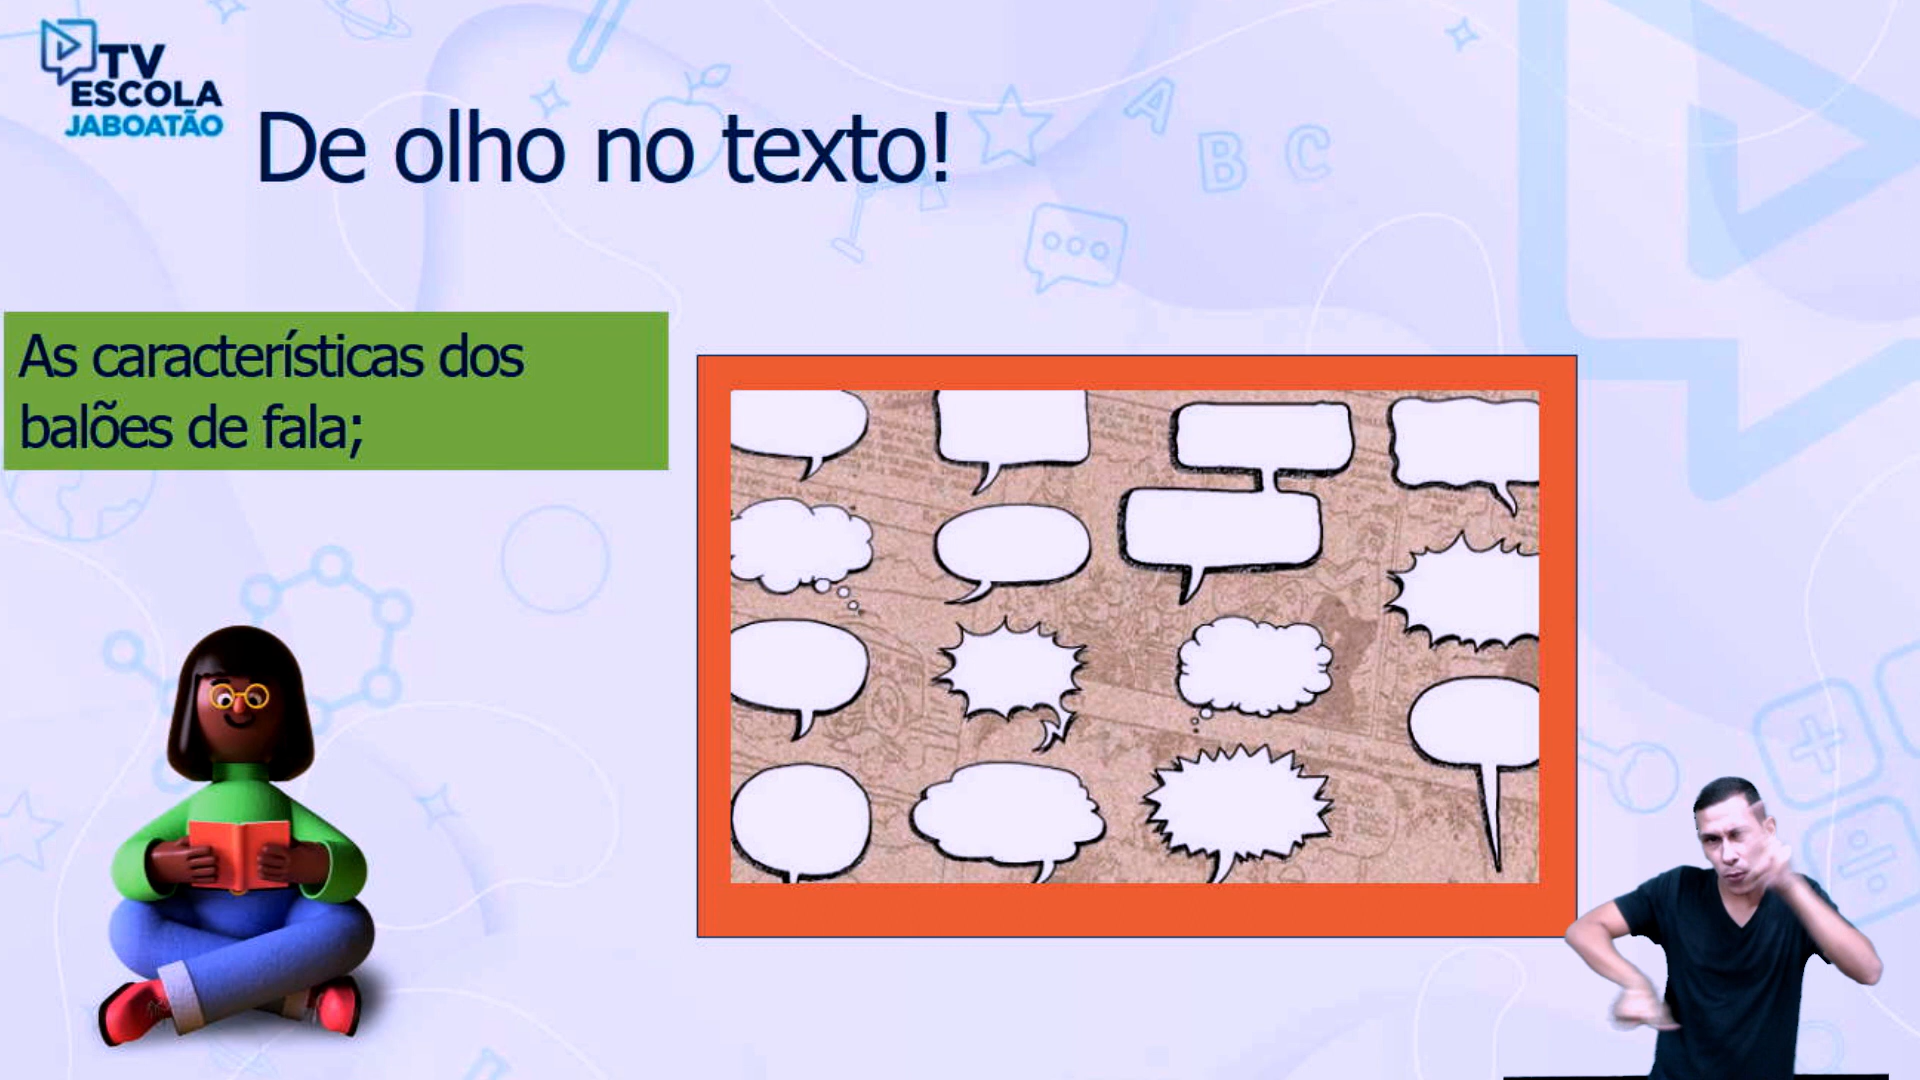 TV
ESCOLA
JABOATÃO
De olho no texto!
As características dos
balões de fala;
A
B C